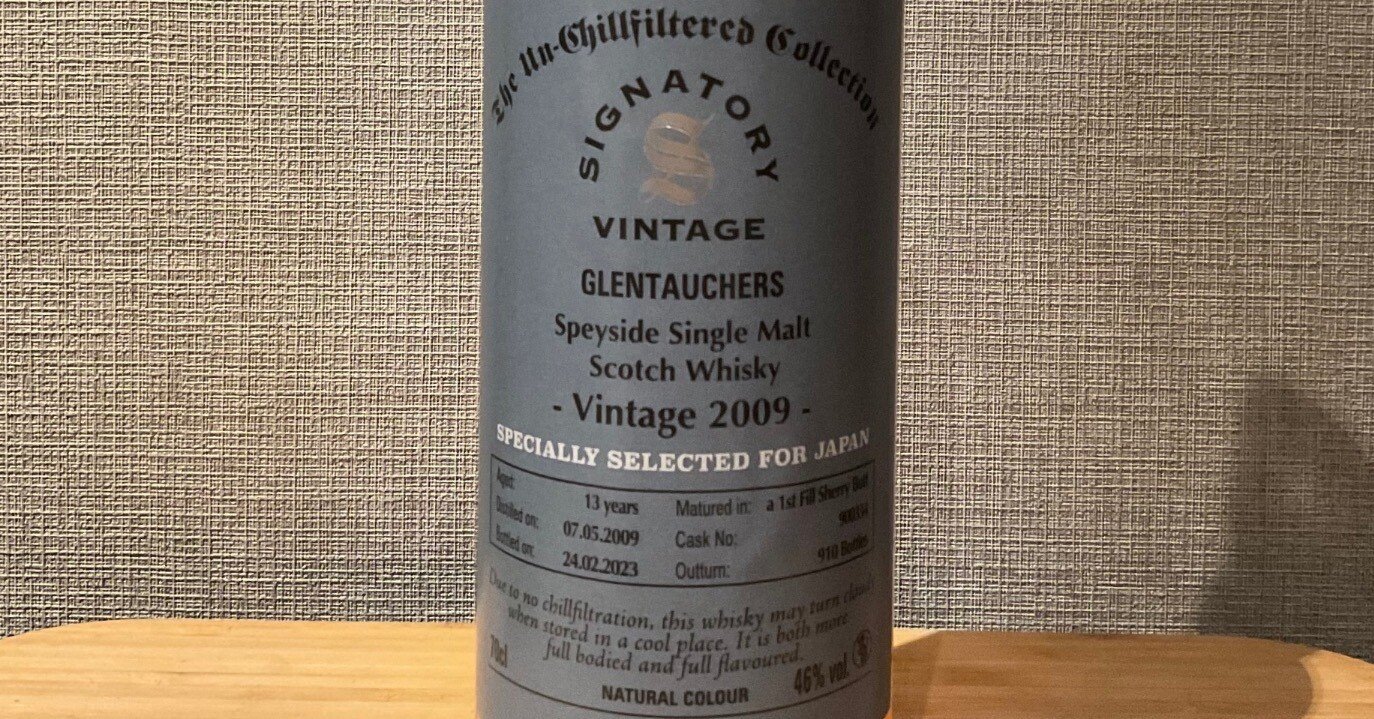 The Un-Chillfiltered Collection
SIGNATORY
S
VINTAGE
GLENTAUCHERS
Speyside Single Malt
Scotch Whisky
- Vintage 2009 -
SPECIALLY SELECTED FOR JAPAN
Aged: 13 years Matured in: a 1st Fill Sherry Butt
Distilled on: 07.05.2009 Cask No:
Bottled on: 24.02.2023 Outturn: 910 Bottles
Due to no chillfiltration, this whisky may turn cloudy
when stored in a cool place. It is both more
full bodied and full flavoured.
70cl 46% vol
NATURAL COLOUR